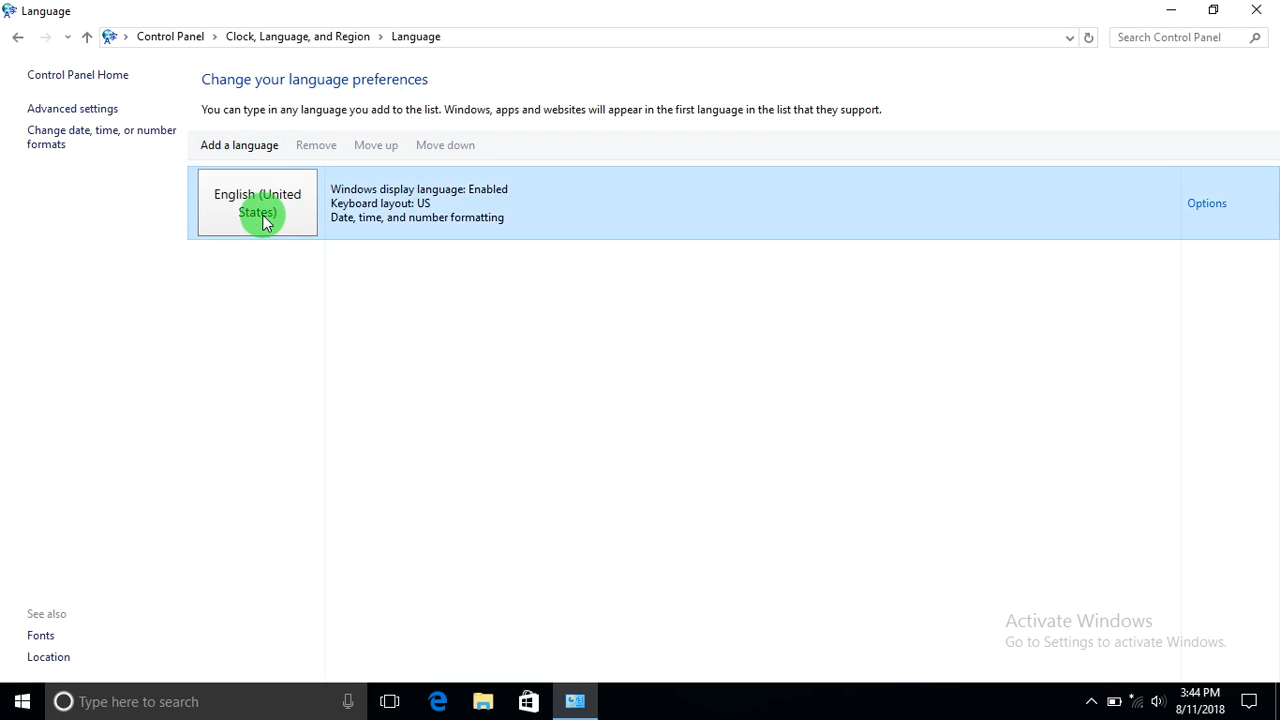 Language
Control Panel > Clock, Language, and Region > Language
Search Control Panel
Control Panel Home
Advanced settings
Change date, time, or number
formats
Change your language preferences
You can type in any language you add to the list. Windows, apps and websites will appear in the first language in the list that they support.
Add a language Remove Move up Move down
English (United
States)
Windows display language: Enabled
Keyboard layout: US
Date, time, and number formatting
Options
See also
Fonts
Location
Activate Windows
Go to Settings to activate Windows.
Type here to search
3:44 PM
8/11/2018